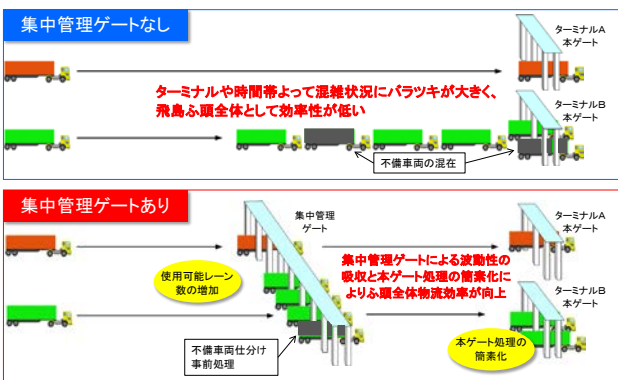 集中管理ゲートなし
ターミナルA
本ゲート
ターミナルや時間帯よって混雑状況にバラツキが大きく、
飛島ふ頭全体として効率性が低い
ターミナルB
本ゲート
不備車両の混在
集中管理ゲートあり
集中管理
ゲート
ターミナルA
本ゲート
使用可能レーン
数の増加
集中管理ゲートによる波動性の
吸収と本ゲート処理の簡素化に
よりふ頭全体物流効率が向上
ターミナルB
本ゲート
不備車両仕分け
事前処理
本ゲート処理の
簡素化